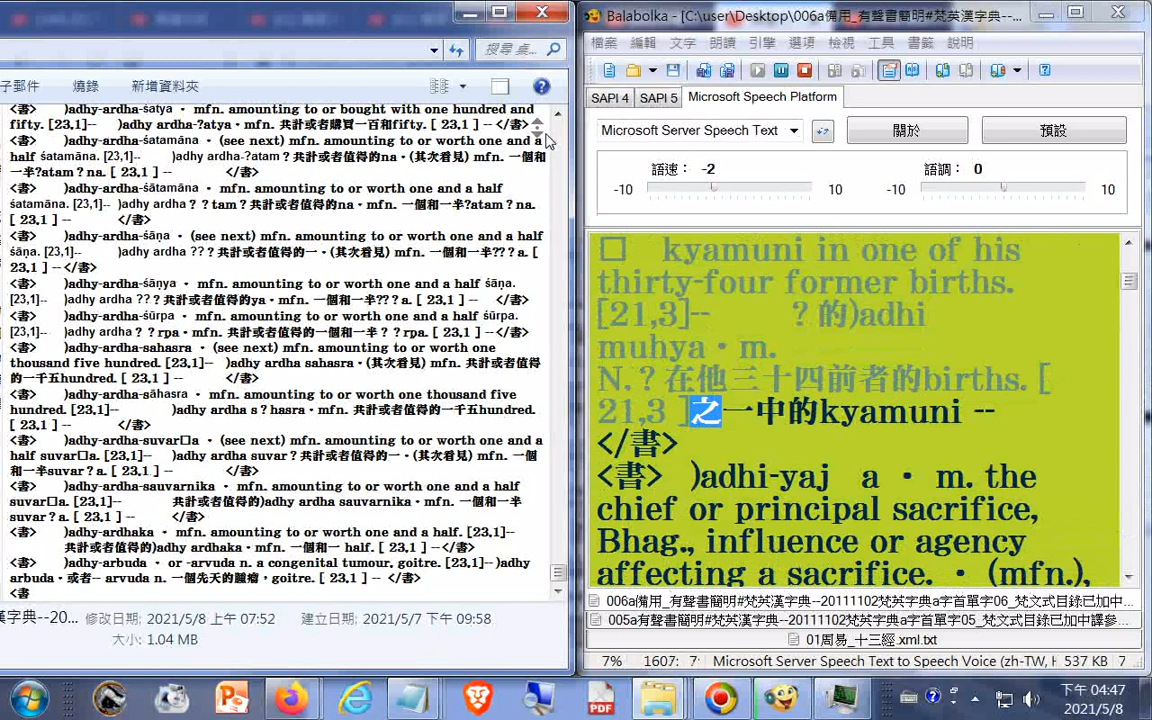 搜尋 桌...
子郵件 燒錄 新增資料夾
<書> )adhy-ardha-śatya・mfn. amounting to or bought with one hundred and
fifty. [23,1]-- )adhy ardha-?atya・mfn. 共計或者購買一百和fifty. [ 23,1 ] --</書>
<書> )adhy-ardha-śatamāna・(see next) mfn. amounting to or worth one and a
half śatamāna. [23,1]-- )adhy ardha-?atam？共計或者值得的na・(其次看見) mfn. 一個和
一半?atam？na. [ 23,1 ] -- </書>
<書> )adhy-ardha-śātamāna・mfn. amounting to or worth one and a half
śatamāna. [23,1]-- )adhy ardha？？tam？共計或者值得的na・mfn. 一個和一半?atam？na.
[ 23,1 ] -- </書>
<書> )adhy-ardha-śāṇa・(see next) mfn. amounting to or worth one and a half
śāṇa. [23,1]-- )adhy ardha ???共計或者值得的一・(其次看見) mfn. 一個和一半???a. [
23,1 ] --</書>
<書> )adhy-ardha-śāṇya・mfn. amounting to or worth one and a half śāṇa.
[23,1]-- )adhy ardha ???共計或者值得的ya・mfn. 一個和一半???a. [ 23,1 ] -- </書>
<書> )adhy-ardha-śūrpa・mfn. amounting to or worth one and a half śūrpa.
[23,1]-- )adhy ardha？？rpa・mfn. 共計或者值得的一個和一半？？rpa. [ 23,1 ] --</書>
<書> )adhy-ardha-sahasra・(see next) mfn. amounting to or worth one
thousand five hundred. [23,1]-- )adhy ardha sahasra・(其次看見) mfn. 共計或者值得
的一千五hundred. [ 23,1 ] -- </書>
<書> )adhy-ardha-sāhasra・mfn. amounting to or worth one thousand five
hundred. [23,1]-- )adhy ardha s？hasra・mfn. 共計或者值得的一千五hundred.
[ 23,1 ] -- </書>
<書> )adhy-ardha-suvar□a・(see next) mfn. amounting to or worth one and a
half suvar□a. [23,1]-- )adhy ardha suvar？共計或者值得的一・(其次看見) mfn. 一個
和一半suvar？a. [ 23,1 ] -- </書>
<書> )adhy-ardha-sauvarnika・mfn. amounting to or worth one and a half
suvar□a. [23,1]-- 共計或者值得的)adhy ardha sauvarnika・mfn. 一個和一半
suvar？a. [ 23,1 ] -- </書>
<書> )adhy-ardhaka・mfn. amounting to or worth one and a half. [23,1]--
共計或者值得的)adhy ardhaka・mfn. 一個和一 half. [ 23,1 ] --</書>
<書> )adhy-arbuda・or -arvuda n. a congenital tumour, goitre. [23,1]--)adhy
arbuda・或者-- arvuda n. 一個先天的腫瘤，goitre. [ 23,1 ] -- </書>
<書
漢字典--20... 修改日期: 2021/5/8 上午 07:52 建立日期: 2021/5/7 下午 09:58
大小: 1.04 MB
Balabolka - [C:\user\Desktop\006a備用_有聲書簡明#梵英漢字典--2...
檔案 編輯 文字 朗讀 引擎 選項 檢視 工具 書籤 說明
SAPI 4 SAPI 5 Microsoft Speech Platform
Microsoft Server Speech Text 關於 預設
語速： -2 語調： 0
-10 10 -10 10
□ kyamuni in one of his
thirty-four former births.
[21,3]-- ？的)adhi
muhya・m.
N.？在他三十四前者的births. [
21,3 ]之一中的kyamuni --
</書>
<書> )adhi-yaj a・m. the
chief or principal sacrifice,
Bhag., influence or agency
affecting a sacrifice.・(mfn.),
006a備用_有聲書簡明#梵英漢字典--20111102梵英字典a字首單字06_梵文式目錄已加中...
005a有聲書簡明#梵英漢字典--20111102梵英字典a字首單字05_梵文式目錄已加中譯參...
01周易_十三經.xml.txt
7% 1607: 7 Microsoft Server Speech Text to Speech Voice (zh-TW, H 537 KB 7
PDF
下午 04:47
2021/5/8